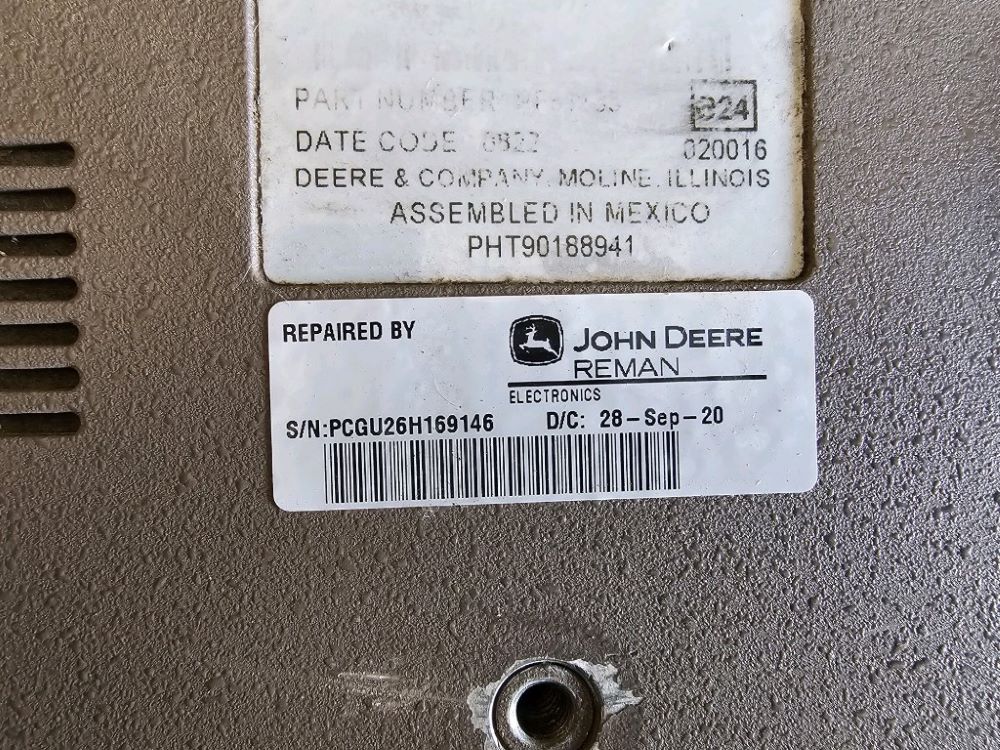 PART NUMBER
e24
DATE CODE 0822
020016
DEERE & COMPANY, MOLINE, ILLINOIS
ASSEMBLED IN MEXICO
PHT90188941
REPAIRED BY
JOHN DEERE
REMAN
ELECTRONICS
S/N:PCGU26H169146 D/C: 28-Sep-20